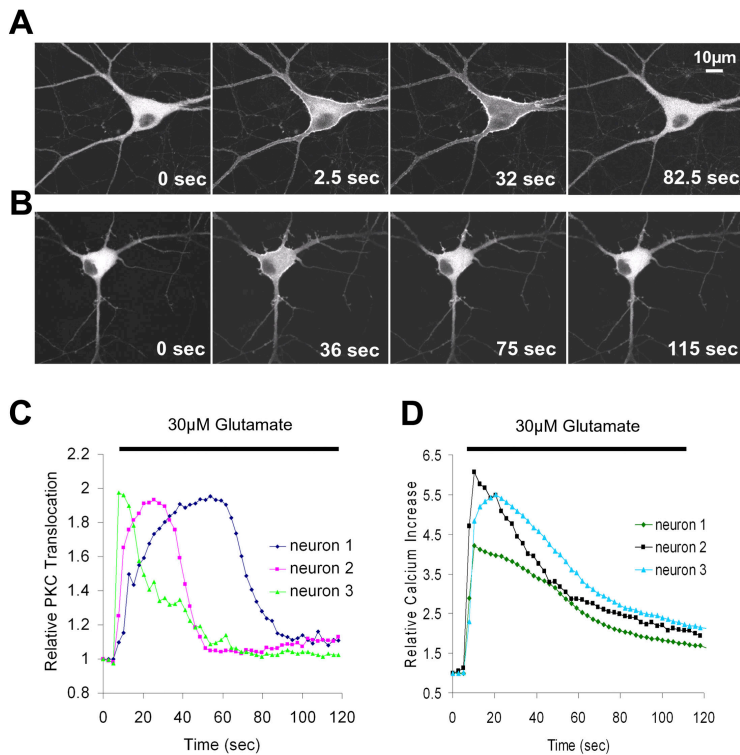 A
10µm
0 sec
2.5 sec
32 sec
82.5 sec
B
0 sec
36 sec
75 sec
115 sec
C
30µM Glutamate
2.2
2
1.8
1.6
1.4
1.2
1
0.8
Relative PKC Translocation
neuron 1
neuron 2
neuron 3
0 20 40 60 80 100 120
Time (sec)
D
30µM Glutamate
6.5
5.5
4.5
3.5
2.5
1.5
0.5
Relative Calcium Increase
neuron 1
neuron 2
neuron 3
0 20 40 60 80 100 120
Time (sec)